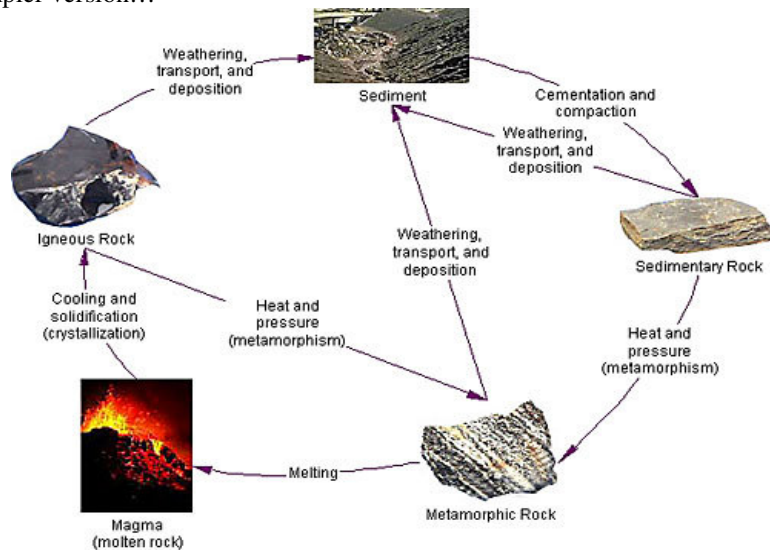 Weathering,
transport, and
deposition
Sediment
Cementation and
compaction
Weathering,
transport, and
deposition
Igneous Rock
Weathering,
transport, and
deposition
Sedimentary Rock
Cooling and
solidification
(crystallization)
Heat and
pressure
(metamorphism)
Heat and
pressure
(metamorphism)
Melting
Metamorphic Rock
Magma
(molten rock)